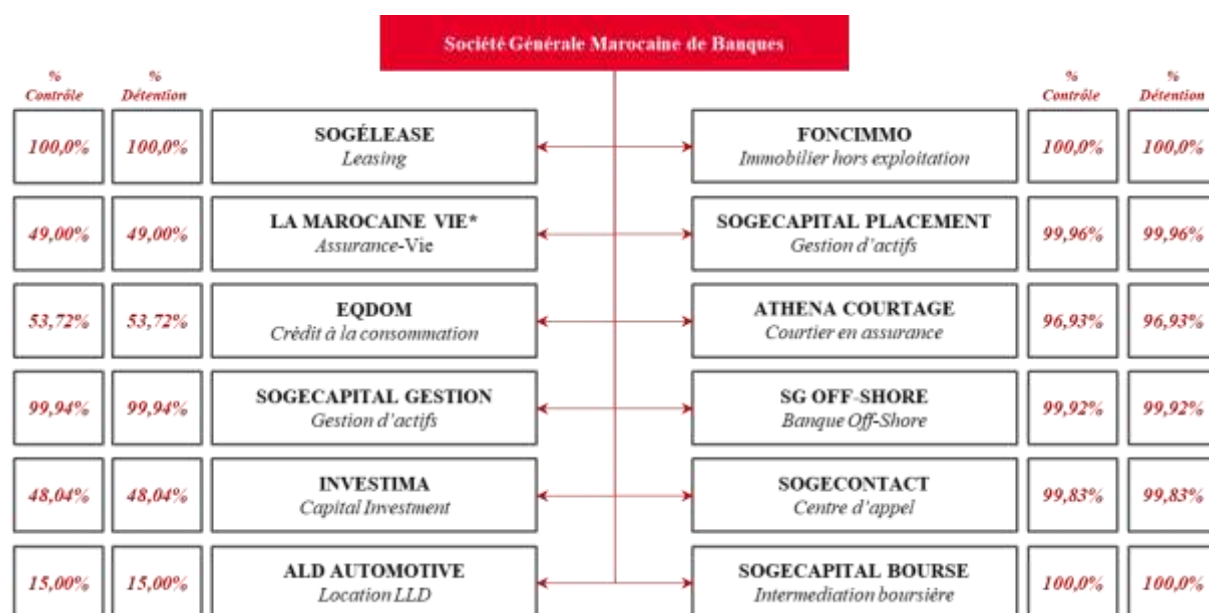 Société Générale Marocaine de Banques
% Contrôle
% Détention
% Contrôle
% Détention
100,0% 100,0% SOGÉLEASE
Leasing
FONCIMMO 100,0% 100,0%
Immobilier hors exploitation
49,00% 49,00% LA MAROCAINE VIE*
Assurance-Vie
SOGECAPITAL PLACEMENT 99,96% 99,96%
Gestion d'actifs
53,72% 53,72% EQDOM
Crédit à la consommation
ATHENA COURTAGE 96,93% 96,93%
Courtier en assurance
99,94% 99,94% SOGECAPITAL GESTION
Gestion d'actifs
SG OFF-SHORE 99,92% 99,92%
Banque Off-Shore
48,04% 48,04% INVESTIMA
Capital Investment
SOGECONTACT 99,83% 99,83%
Centre d'appel
15,00% 15,00% ALD AUTOMOTIVE
Location LLD
SOGECAPITAL BOURSE 100,0% 100,0%
Intermediation boursière